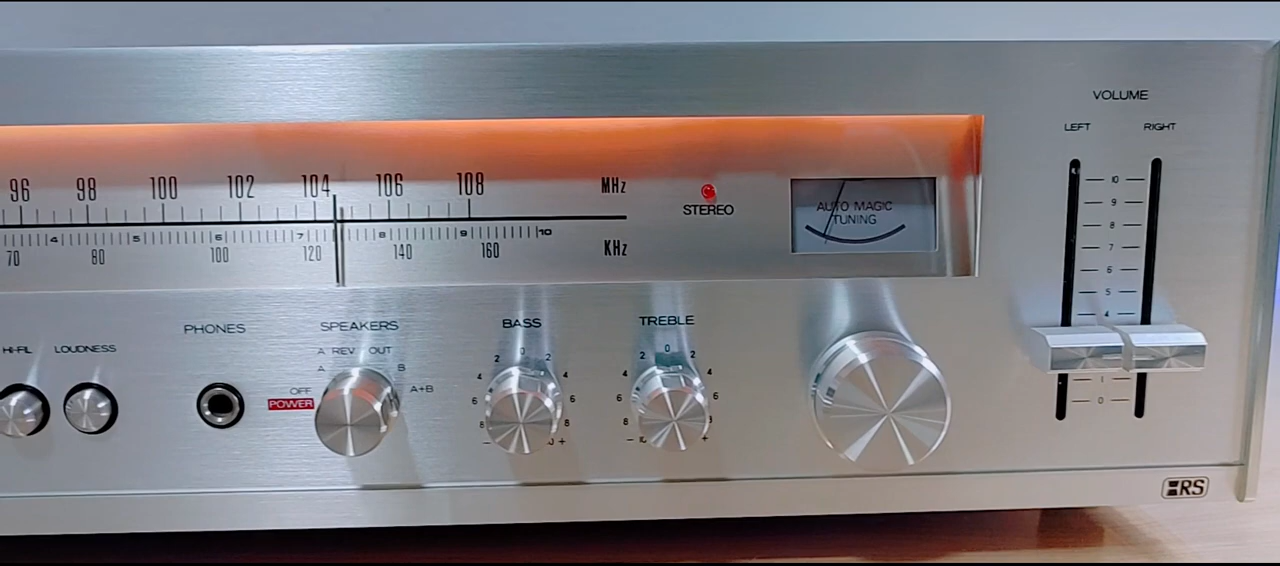 VOLUME
LEFT RIGHT
96 98 100 102 104 106 108 MHz
4 5 6 7 8 9 10
70 80 100 120 140 160 KHz
STEREO
AUTO MAGIC
TUNING
10
9
8
7
6
5
4
1
0
HI-FIL LOUDNESS
PHONES
SPEAKERS
A REV OUT
A B
OFF A+B
POWER
BASS
2 0 2
4 4
6 6
8 8
- +
TREBLE
2 0 2
4 4
6 6
8 8
- +
RS